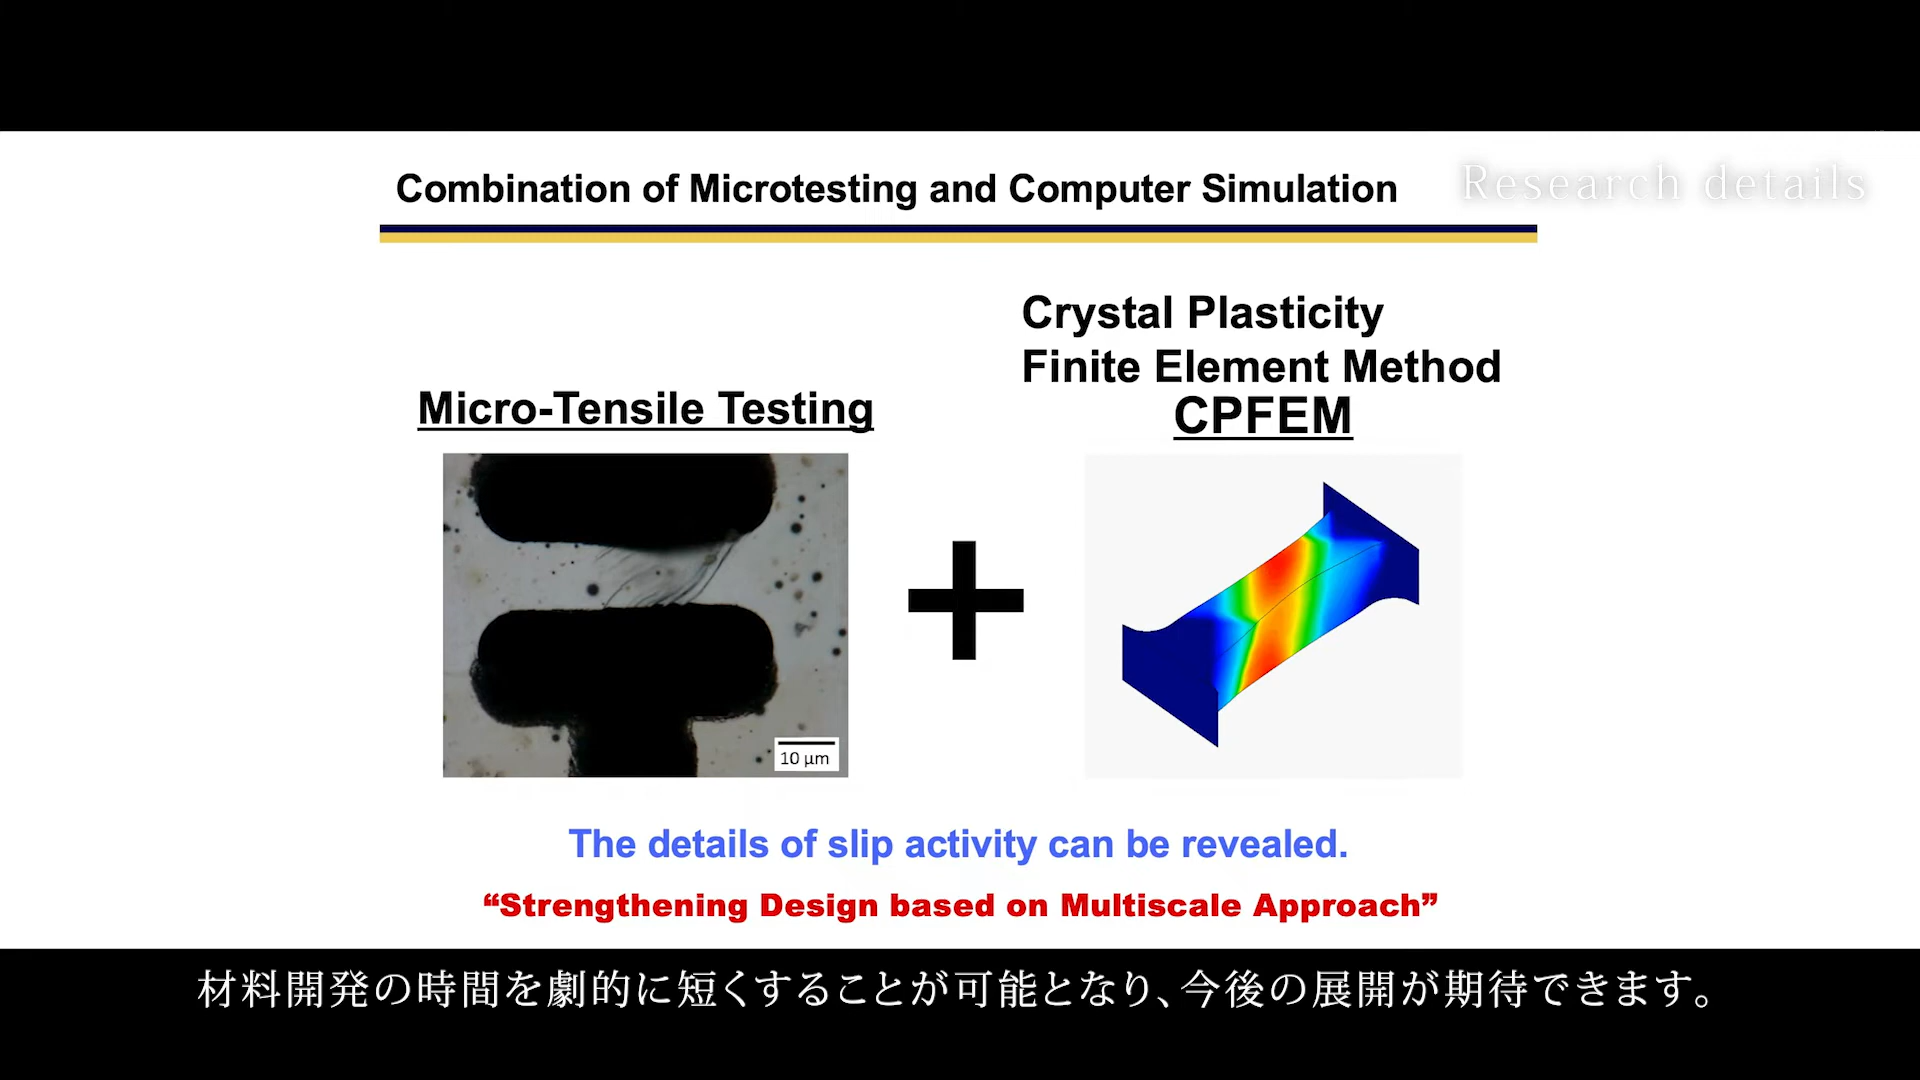 Combination of Microtesting and Computer Simulation
Research details
Crystal Plasticity
Finite Element Method
CPFEM
Micro-Tensile Testing
10 μm
The details of slip activity can be revealed.
“Strengthening Design based on Multiscale Approach”
材料開発の時間を劇的に短くすることが可能となり、今後の展開が期待できます。